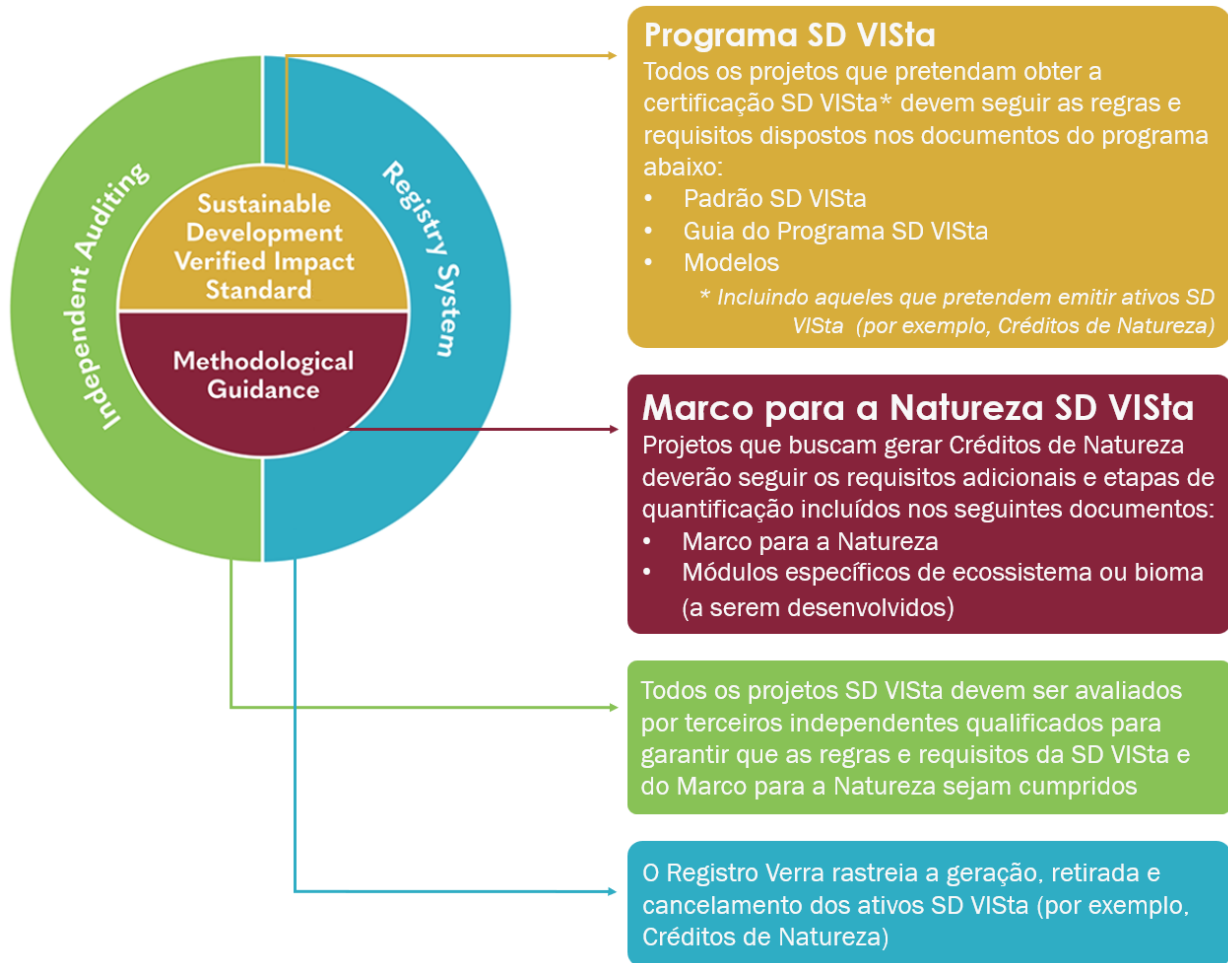 Independent Auditing
Registry System
Sustainable
Development
Verified Impact
Standard
Methodological
Guidance
Programa SD VISta
Todos os projetos que pretendam obter a
certificação SD VISta* devem seguir as regras e
requisitos dispostos nos documentos do programa
abaixo:
• Padrão SD VISta
• Guia do Programa SD VISta
• Modelos
* Incluindo aqueles que pretendem emitir ativos SD
VISta (por exemplo, Créditos de Natureza)
Marco para a Natureza SD VISta
Projetos que buscam gerar Créditos de Natureza
deverão seguir os requisitos adicionais e etapas de
quantificação incluídos nos seguintes documentos:
• Marco para a Natureza
• Módulos específicos de ecossistema ou bioma
(a serem desenvolvidos)
Todos os projetos SD VISta devem ser avaliados
por terceiros independentes qualificados para
garantir que as regras e requisitos da SD VISta e
do Marco para a Natureza sejam cumpridos
O Registro Verra rastreia a geração, retirada e
cancelamento dos ativos SD VISta (por exemplo,
Créditos de Natureza)